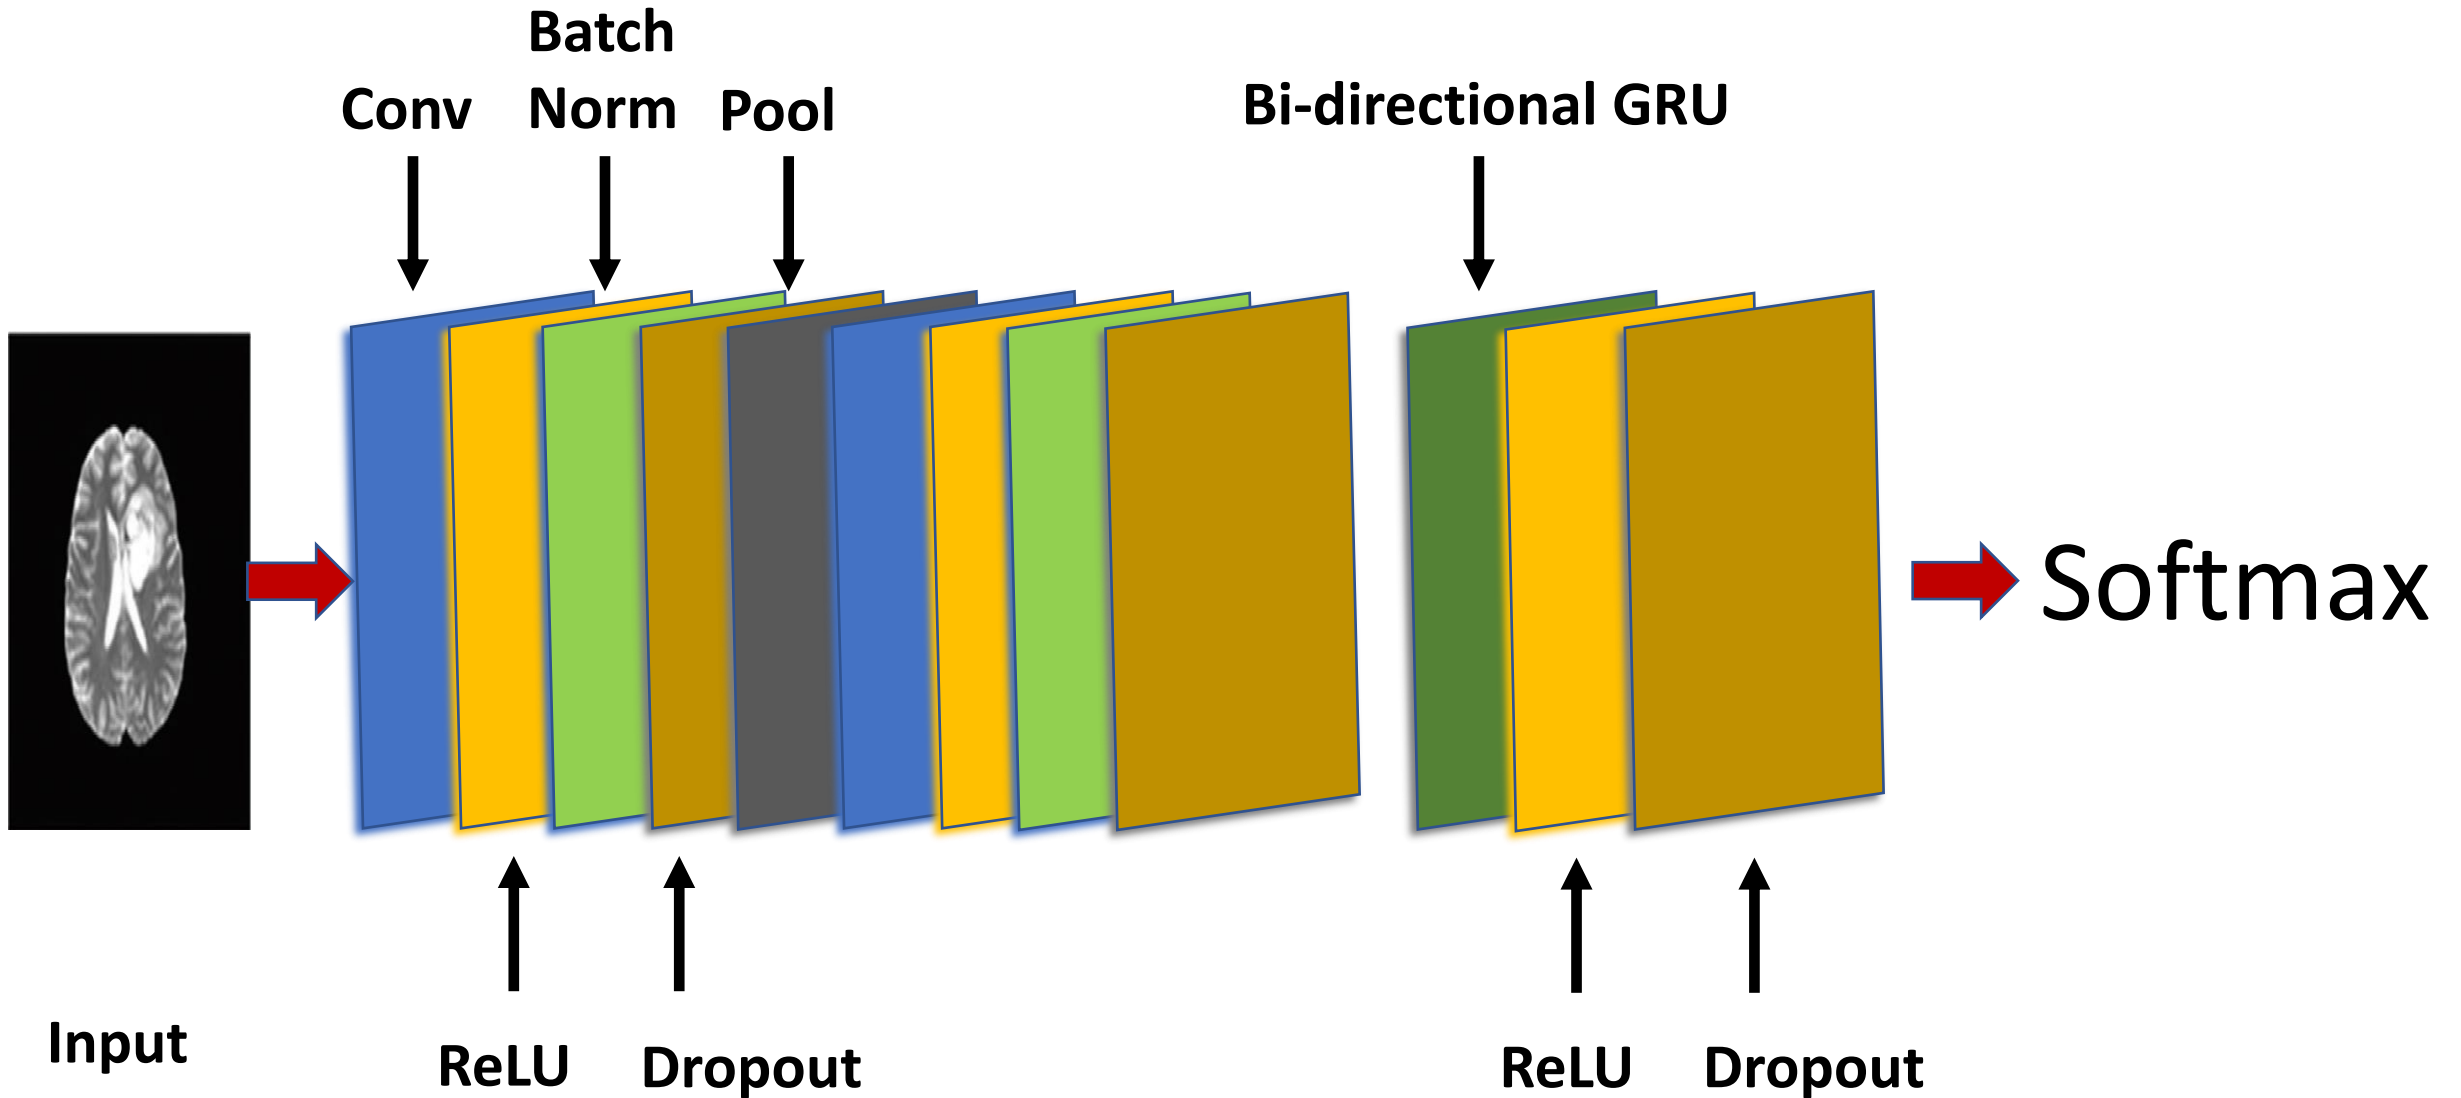 Batch
Conv
Norm
Pool
Bi-directional GRU
Softmax
Input
ReLU
Dropout
ReLU
Dropout